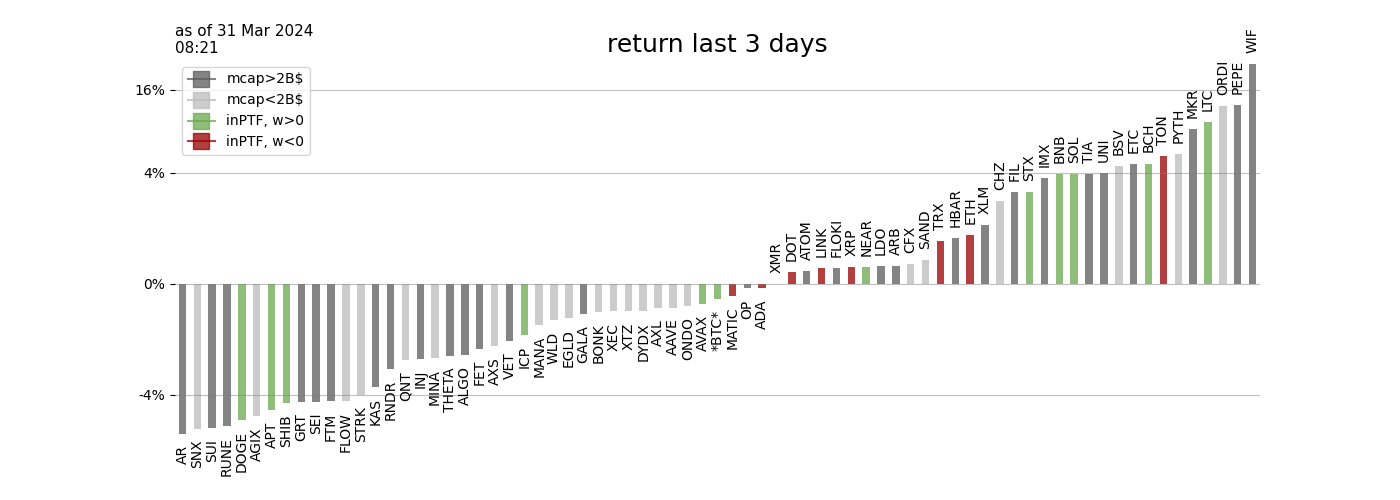 as of 31 Mar 2024
08:21
return last 3 days
mcap>2B$
mcap<2B$
inPTF, w>0
inPTF, w<0
16%
4%
0%
-4%
AR
SNX
SUI
RUNE
DOGE
AGIX
APT
SHIB
GRT
SEI
FTM
FLOW
STRK
KAS
RNDR
QNT
INJ
MINA
THETA
ALGO
FET
AXS
VET
ICP
MANA
WLD
EGLD
GALA
BONK
XEC
XTZ
DYDX
AXL
AAVE
ONDO
AVAX
*BTC*
MATIC
OP
ADA
XMR
DOT
ATOM
LINK
FLOKI
XRP
NEAR
LDO
ARB
CFX
SAND
TRX
HBAR
ETH
XLM
CHZ
FIL
STX
IMX
BNB
SOL
TIA
UNI
BSV
ETC
BCH
TON
PYTH
MKR
LTC
ORDI
PEPE
WIF